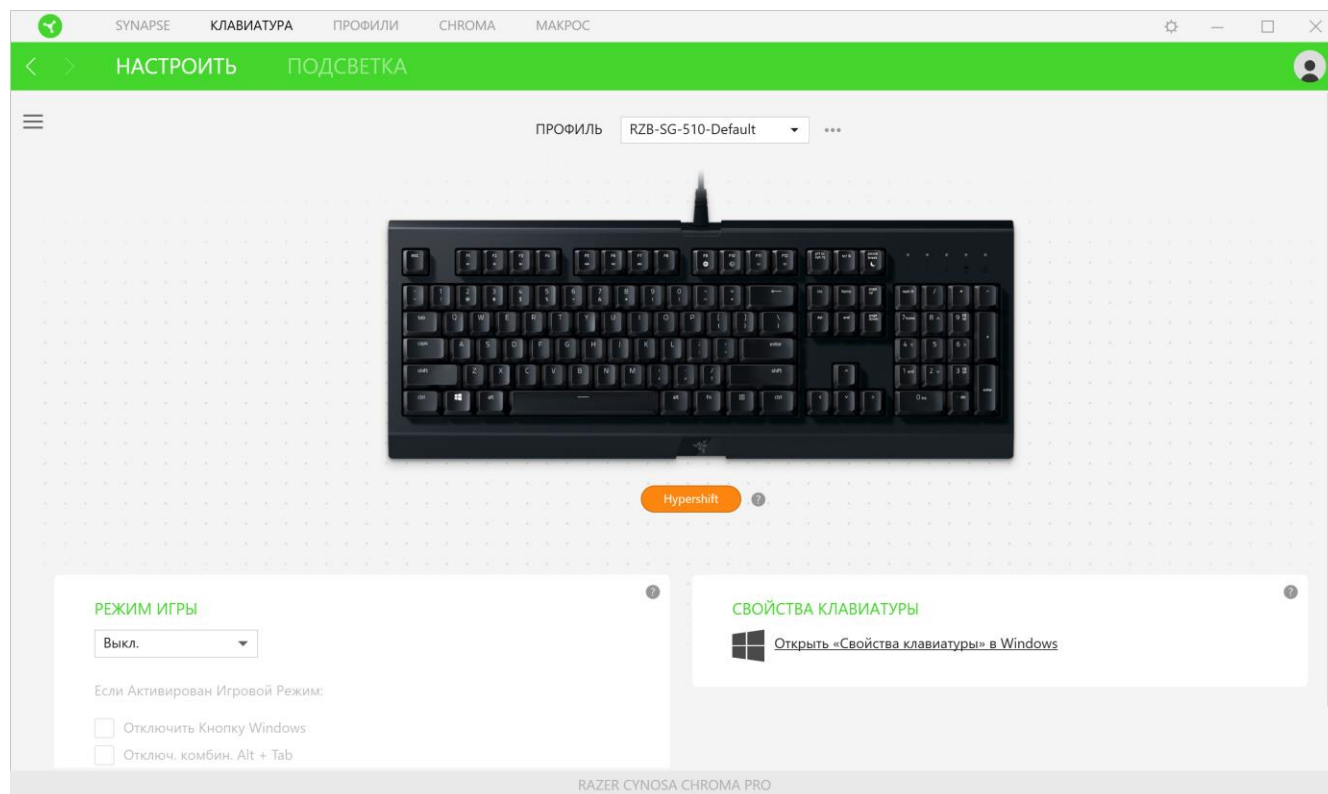 SYNAPSE КЛАВИАТУРА ПРОФИЛИ CHROMA МАКРОС
НАСТРОИТЬ ПОДСВЕТКА
ПРОФИЛЬ RZB-SG-510-Default
Hypershift
РЕЖИМ ИГРЫ
Выкл.
Если Активирован Игровой Режим:
Отключить Кнопку Windows
Отключ. комбин. Alt + Tab
СВОЙСТВА КЛАВИАТУРЫ
Открыть «Свойства клавиатуры» в Windows
RAZER CYNOSA CHROMA PRO